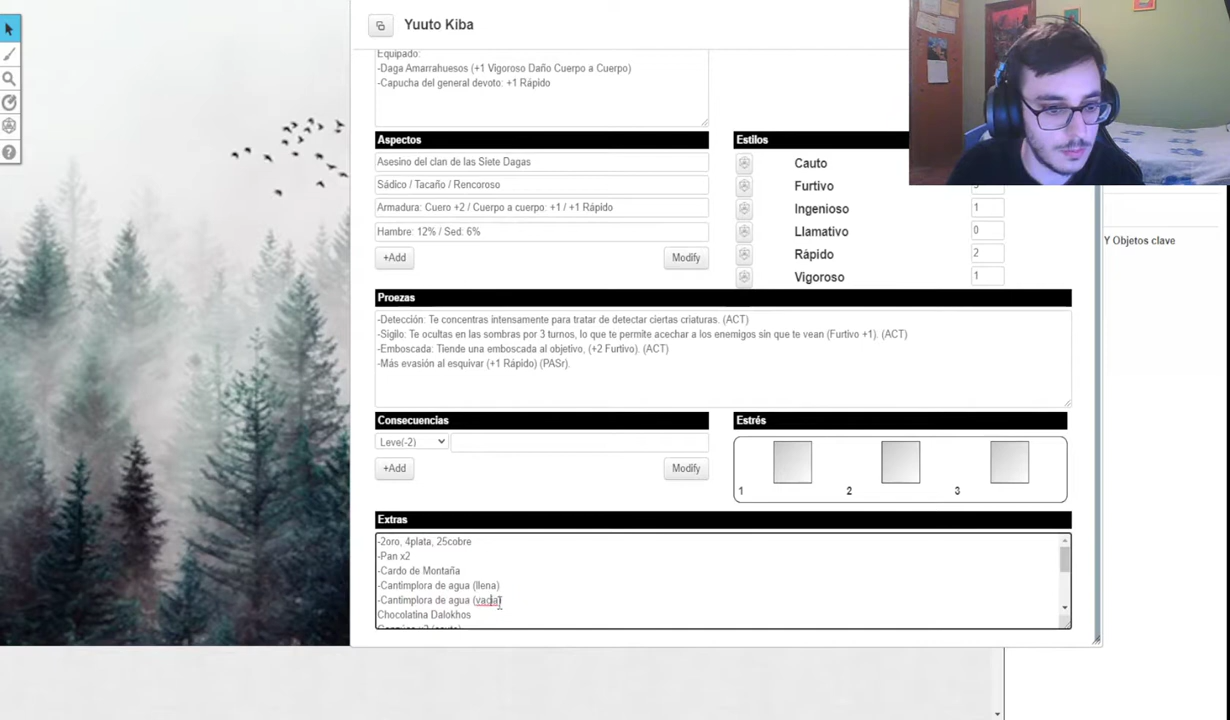 Yuuto Kiba
Equipado:
-Daga Amarrahuesos (+1 Vigoroso Daño Cuerpo a Cuerpo)
-Capucha del general devoto: +1 Rápido
Aspectos
Asesino del clan de las Siete Dagas
Sádico / Tacaño / Rencoroso
Armadura: Cuero +2 / Cuerpo a cuerpo: +1 / +1 Rápido
Hambre: 12% / Sed: 6%
+Add
Modify
Estilos
Cauto
Furtivo
Ingenioso
1
Llamativo
0
Rápido
2
Vigoroso
1
Y Objetos clave
Proezas
-Detección: Te concentras intensamente para tratar de detectar ciertas criaturas. (ACT)
-Sigilo: Te ocultas en las sombras por 3 turnos, lo que te permite acechar a los enemigos sin que te vean (Furtivo +1). (ACT)
-Emboscada: Tiende una emboscada al objetivo, (+2 Furtivo). (ACT)
-Más evasión al esquivar (+1 Rápido) (PASr).
Consecuencias
Leve(-2)
+Add
Modify
Estrés
1
2
3
Extras
-2oro, 4plata, 25cobre
-Pan x2
-Cardo de Montaña
-Cantimplora de agua (llena)
-Cantimplora de agua (vacia)
Chocolatina Dalokhos